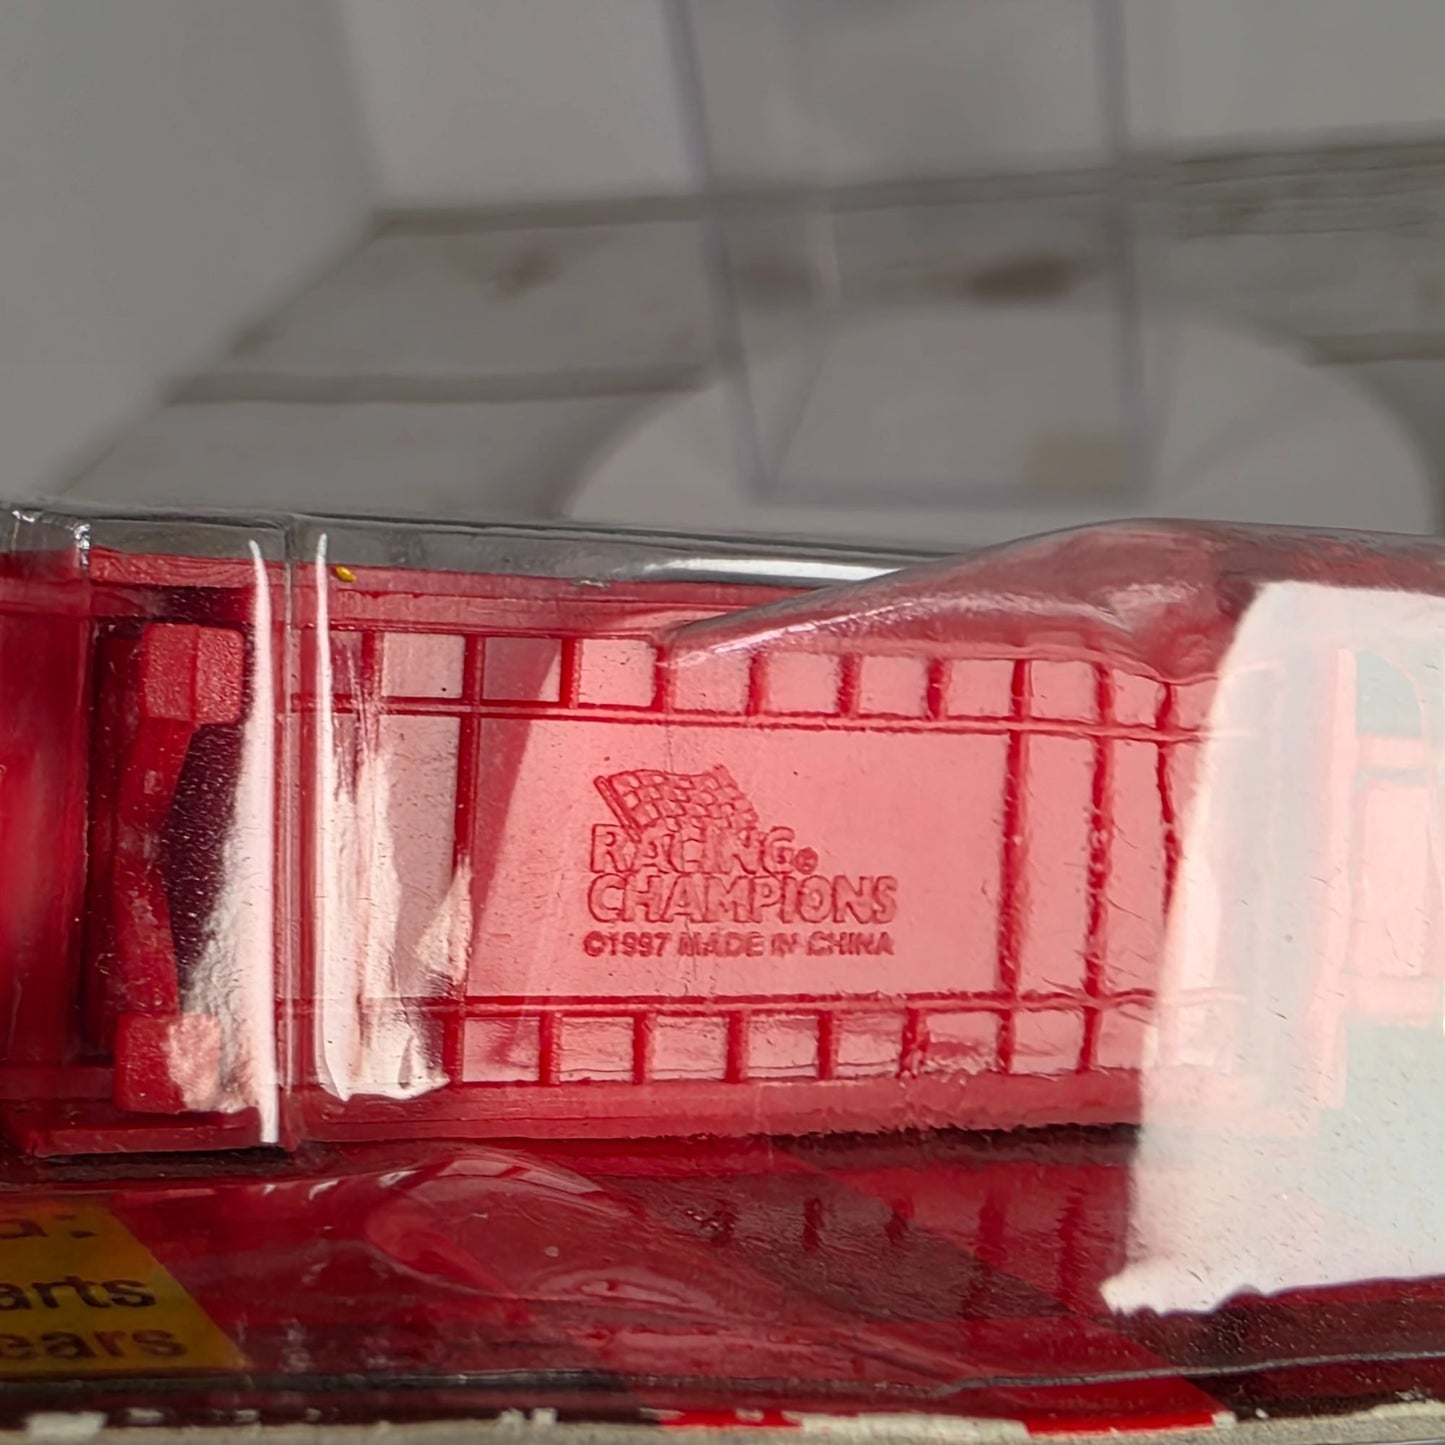 RACING®
CHAMPIONS
©1997 MADE IN CHINA
arts
ears